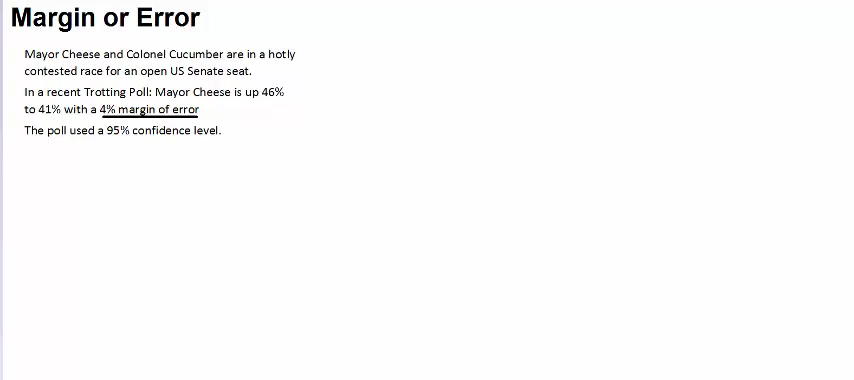 Margin or Error
Mayor Cheese and Colonel Cucumber are in a hotly
contested race for an open US Senate seat.
In a recent Trotting Poll: Mayor Cheese is up 46%
to 41% with a 4% margin of error
The poll used a 95% confidence level.